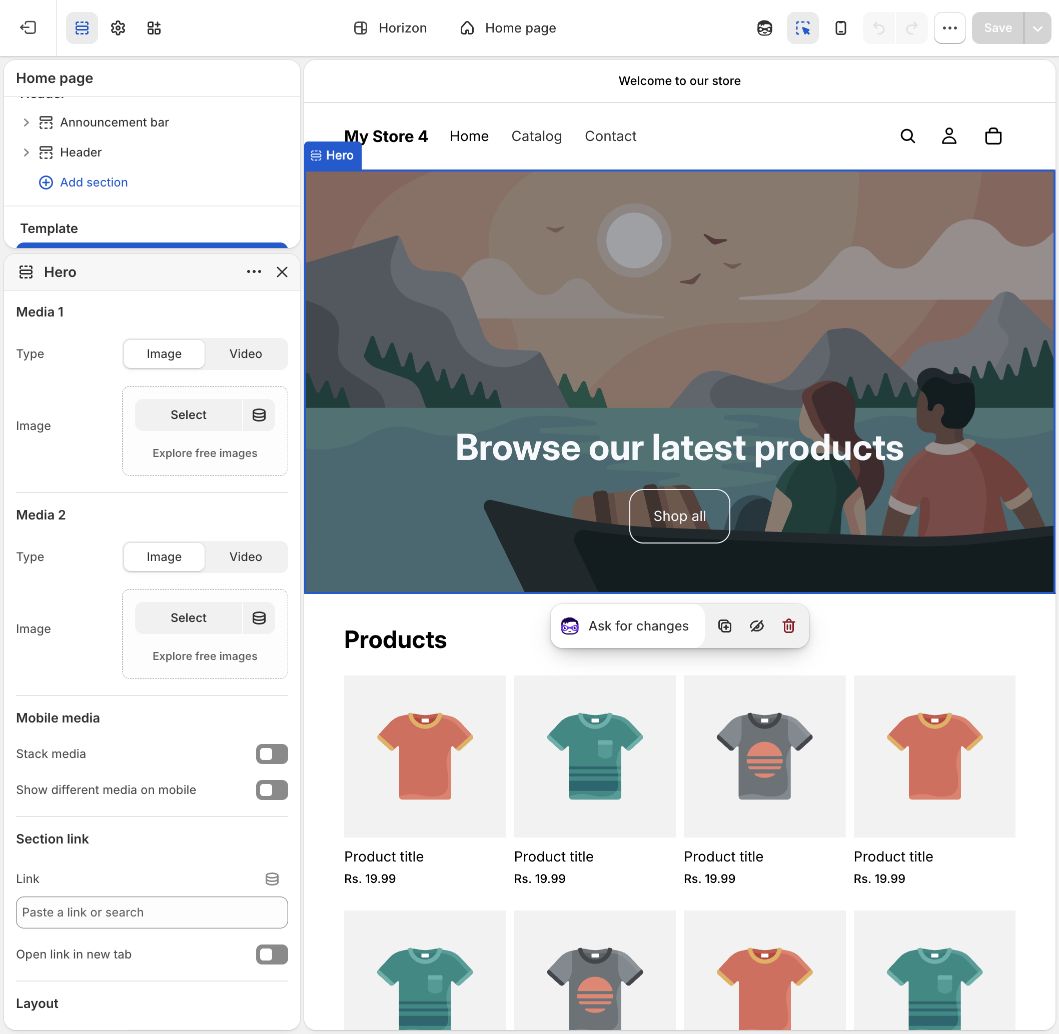 Horizon
Home page
Save
Home page
Header
Announcement bar
Header
Add section
Template
Hero
Media 1
Type
Image
Video
Image
Select
Explore free images
Media 2
Type
Image
Video
Image
Select
Explore free images
Mobile media
Stack media
Show different media on mobile
Section link
Link
Paste a link or search
Open link in new tab
Layout
Welcome to our store
My Store 4
Home
Catalog
Contact
Hero
Browse our latest products
Shop all
Ask for changes
Products
Product title
Rs. 19.99
Product title
Rs. 19.99
Product title
Rs. 19.99
Product title
Rs. 19.99